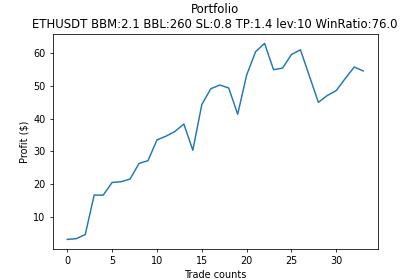 Portfolio
ETHUSDT BBM:2.1 BBL:260 SL:0.8 TP:1.4 lev:10 WinRatio:76.0
60
50
40
30
20
10
Profit ($)
0 5 10 15 20 25 30
Trade counts